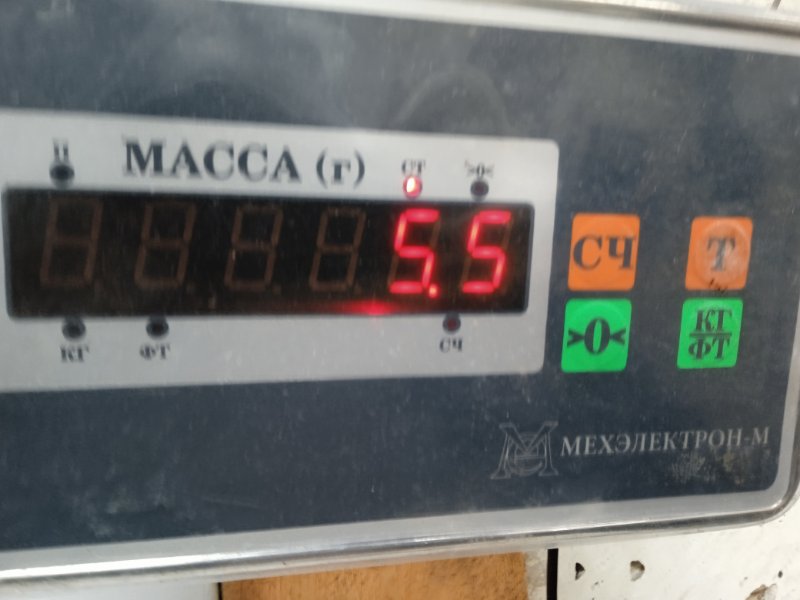 П
МАССА (г)
СТ
>0<
5.5
КГ
ФТ
СЧ
СЧ
Т
>0<
КГ
ФТ
МЕХЭЛЕКТРОН-М